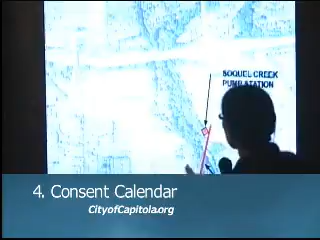 SOQUEL CREEK
PUMP STATION
4. Consent Calendar
CityofCapitola.org